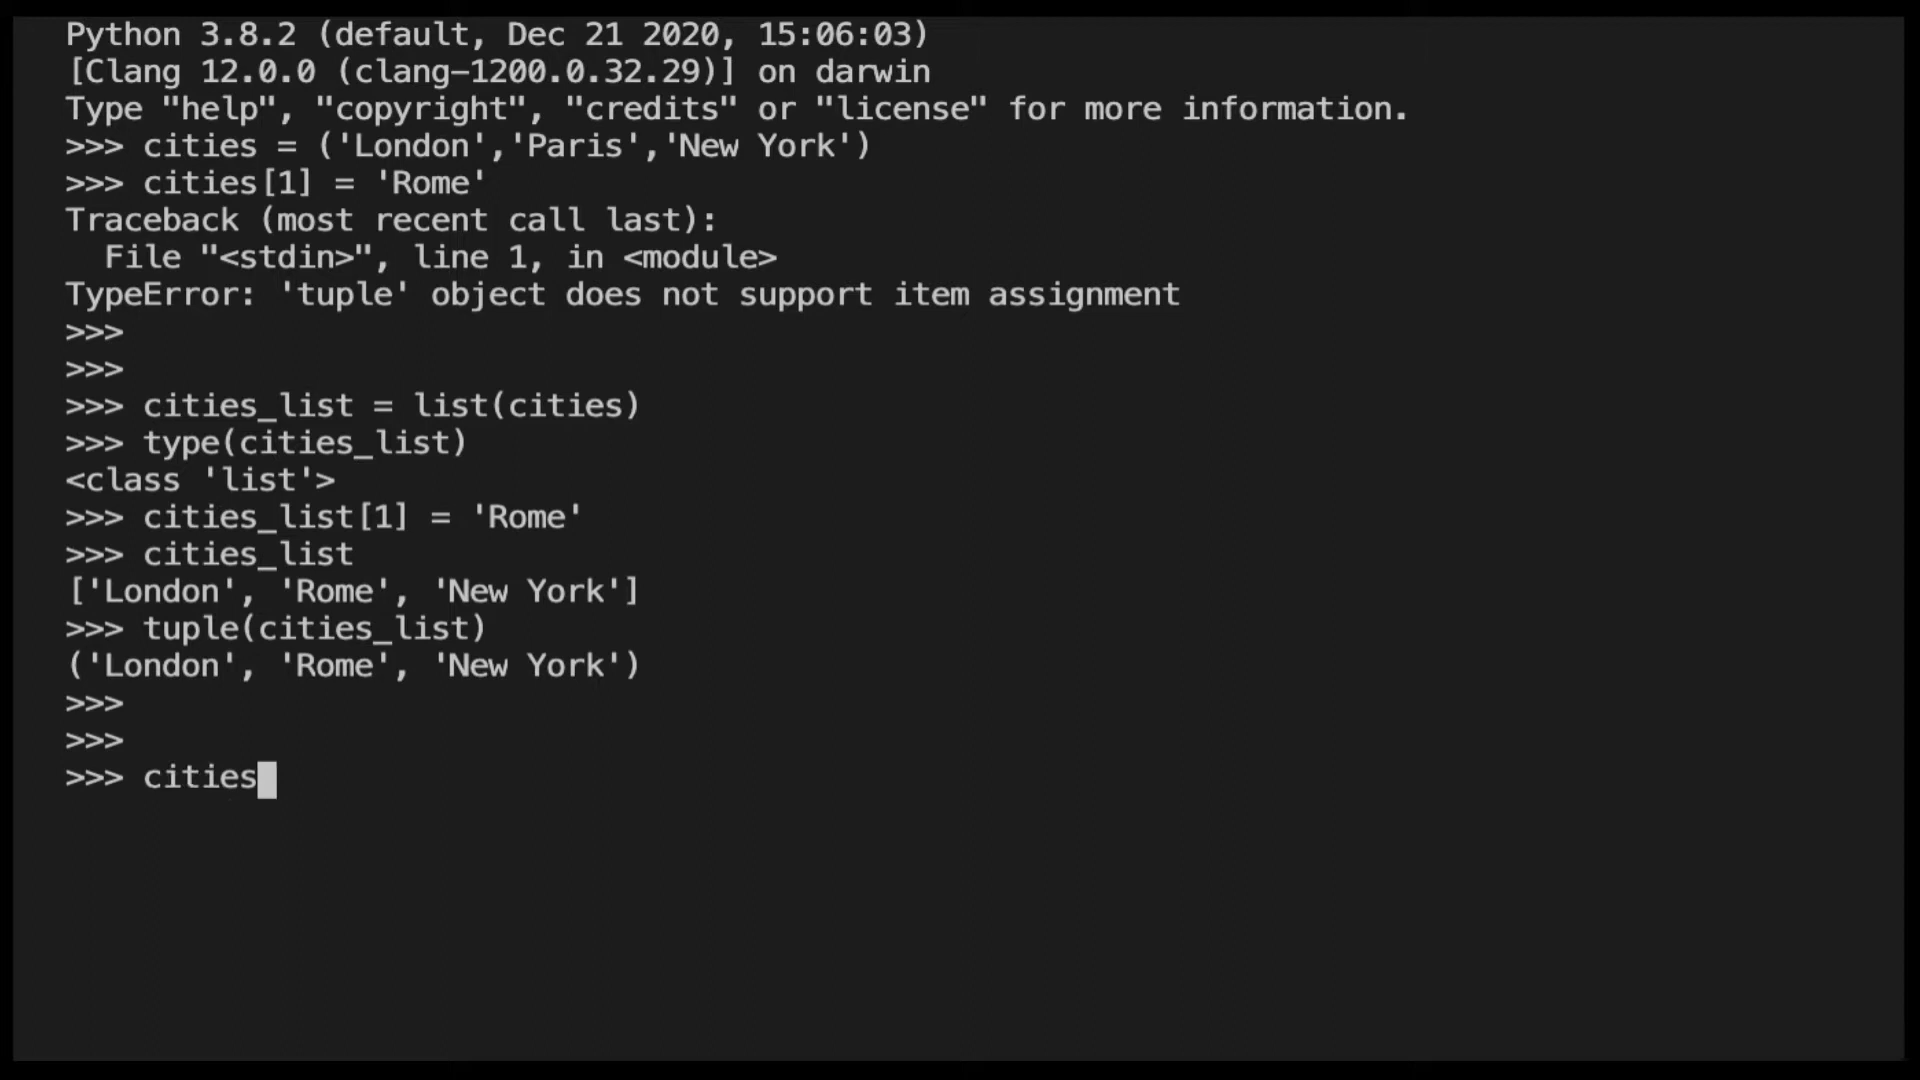 Python 3.8.2 (default, Dec 21 2020, 15:06:03)
[Clang 12.0.0 (clang-1200.0.32.29)] on darwin
Type "help", "copyright", "credits" or "license" for more information.
>>> cities = ('London','Paris','New York')
>>> cities[1] = 'Rome'
Traceback (most recent call last):
  File "<stdin>", line 1, in <module>
TypeError: 'tuple' object does not support item assignment
>>>
>>>
>>> cities_list = list(cities)
>>> type(cities_list)
<class 'list'>
>>> cities_list[1] = 'Rome'
>>> cities_list
['London', 'Rome', 'New York']
>>> tuple(cities_list)
('London', 'Rome', 'New York')
>>>
>>>
>>> cities